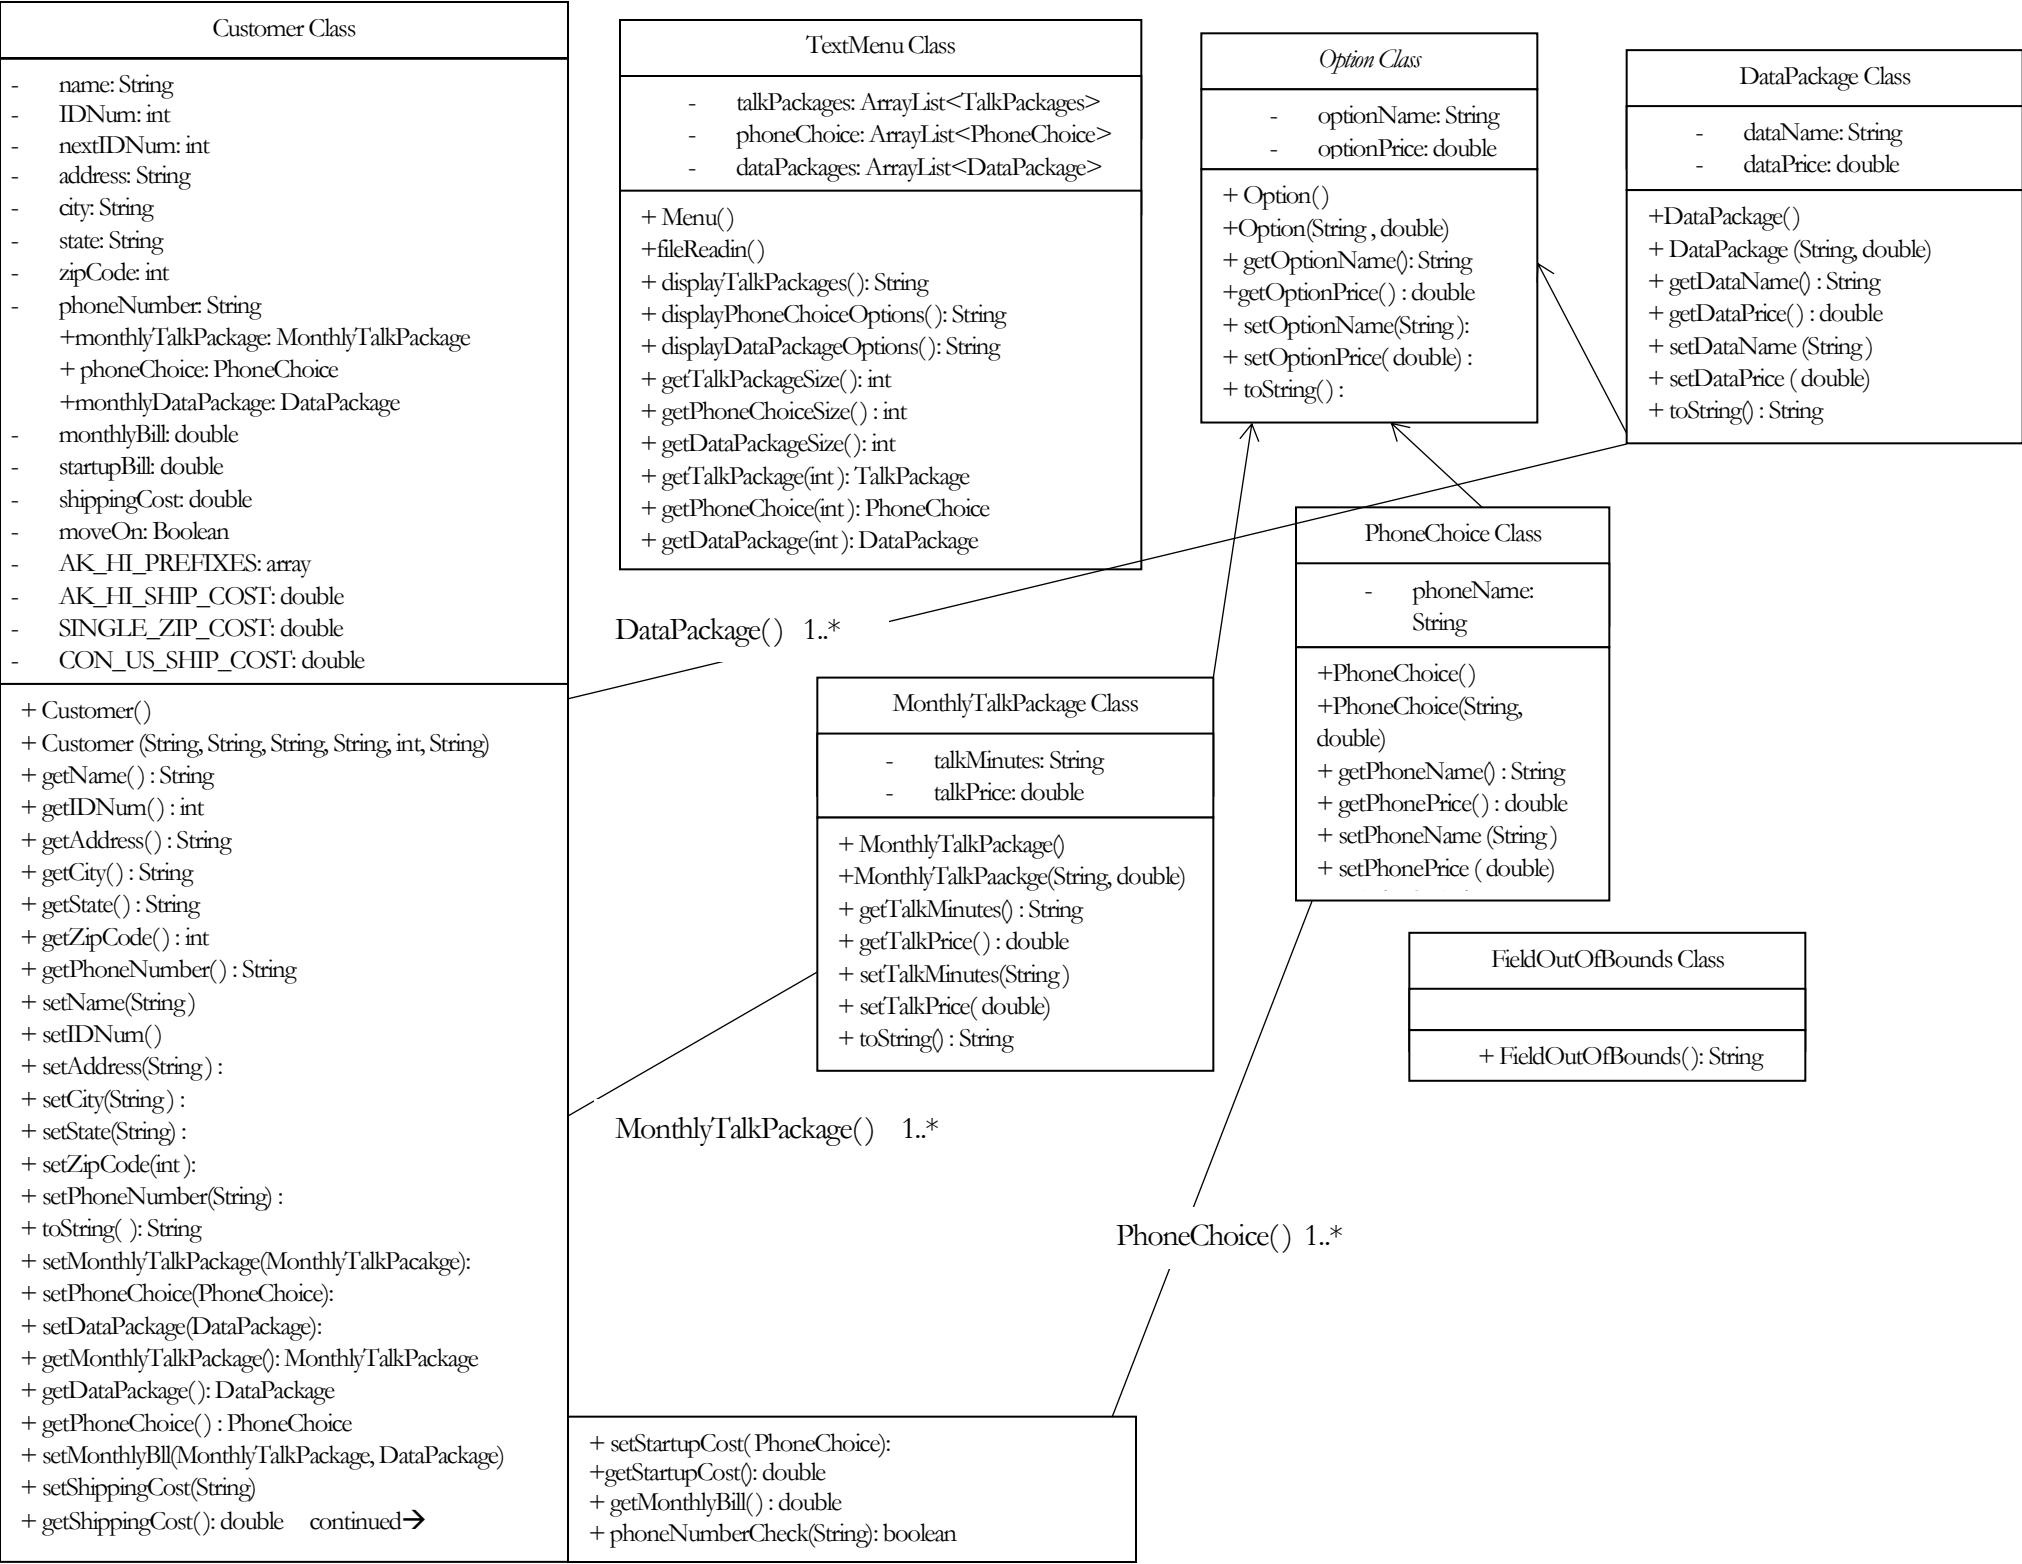 Customer Class
- name: String
- IDNum: int
- nextIDNum: int
- address: String
- city: String
- state: String
- zipCode: int
- phoneNumber: String
+monthlyTalkPackage: MonthlyTalkPackage
+ phoneChoice: PhoneChoice
+monthlyDataPackage: DataPackage
- monthlyBill: double
- startupBill: double
- shippingCost: double
- moveOn: Boolean
- AK_HI_PREFIXES: array
- AK_HI_SHIP_COST: double
- SINGLE_ZIP_COST: double
- CON_US_SHIP_COST: double
+ Customer()
+ Customer (String, String, String, String, int, String)
+ getName() : String
+ getIDNum() : int
+ getAddress() : String
+ getCity() : String
+ getState() : String
+ getZipCode() : int
+ getPhoneNumber() : String
+ setName(String)
+ setIDNum()
+ setAddress(String) :
+ setCity(String) :
+ setState(String) :
+ setZipCode(int):
+ setPhoneNumber(String) :
+ toString( ): String
+ setMonthlyTalkPackage(MonthlyTalkPacakge):
+ setPhoneChoice(PhoneChoice):
+ setDataPackage(DataPackage):
+ getMonthlyTalkPackage(): MonthlyTalkPackage
+ getDataPackage(): DataPackage
+ getPhoneChoice() : PhoneChoice
+ setMonthlyBll(MonthlyTalkPackage, DataPackage)
+ setShippingCost(String)
+ getShippingCost(): double continued→
+ setStartupCost( PhoneChoice):
+getStartupCost(): double
+ getMonthlyBill() : double
+ phoneNumberCheck(String): boolean
TextMenu Class
- talkPackages: ArrayList<TalkPackages>
- phoneChoice: ArrayList<PhoneChoice>
- dataPackages: ArrayList<DataPackage>
+ Menu()
+fileReadin()
+ displayTalkPackages(): String
+ displayPhoneChoiceOptions(): String
+ displayDataPackageOptions(): String
+ getTalkPackageSize(): int
+ getPhoneChoiceSize() : int
+ getDataPackageSize(): int
+ getTalkPackage(int): TalkPackage
+ getPhoneChoice(int): PhoneChoice
+ getDataPackage(int): DataPackage
Option Class
- optionName: String
- optionPrice: double
+ Option()
+Option(String , double)
+ getOptionName(): String
+getOptionPrice() : double
+ setOptionName(String):
+ setOptionPrice( double) :
+ toString() :
DataPackage Class
- dataName: String
- dataPrice: double
+DataPackage()
+ DataPackage (String, double)
+ getDataName() : String
+ getDataPrice() : double
+ setDataName (String)
+ setDataPrice ( double)
+ toString() : String
DataPackage() 1..*
MonthlyTalkPackage Class
- talkMinutes: String
- talkPrice: double
+ MonthlyTalkPackage()
+MonthlyTalkPaackge(String, double)
+ getTalkMinutes() : String
+ getTalkPrice() : double
+ setTalkMinutes(String)
+ setTalkPrice( double)
+ toString() : String
MonthlyTalkPackage() 1..*
PhoneChoice Class
- phoneName:
String
+PhoneChoice()
+PhoneChoice(String,
double)
+ getPhoneName() : String
+ getPhonePrice() : double
+ setPhoneName (String)
+ setPhonePrice ( double)
PhoneChoice() 1..*
FieldOutOfBounds Class
+ FieldOutOfBounds(): String